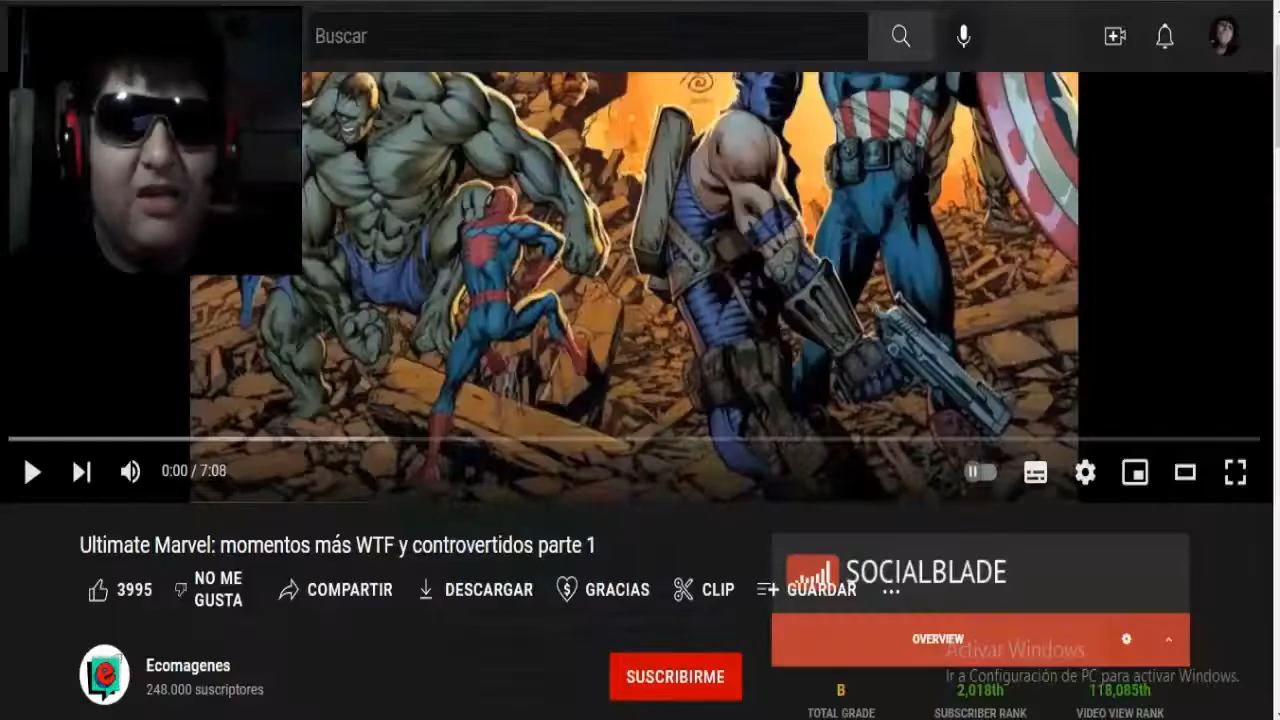 Buscar
0:00 / 7:08
Ultimate Marvel: momentos más WTF y controvertidos parte 1
3995
NO ME
GUSTA
COMPARTIR
DESCARGAR
GRACIAS
CLIP
GUARDAR
...
SOCIALBLADE
OVERVIEW
Activar Windows
Ir a Configuración de PC para activar Windows.
Ecomagenes
248.000 suscriptores
SUSCRIBIRME
B
2,018th
118,085th
TOTAL GRADE
SUBSCRIBER RANK
VIDEO VIEW RANK